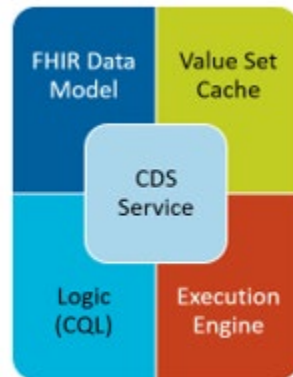 FHIR Data
Model
Value Set
Cache
CDS
Service
Logic
(CQL)
Execution
Engine